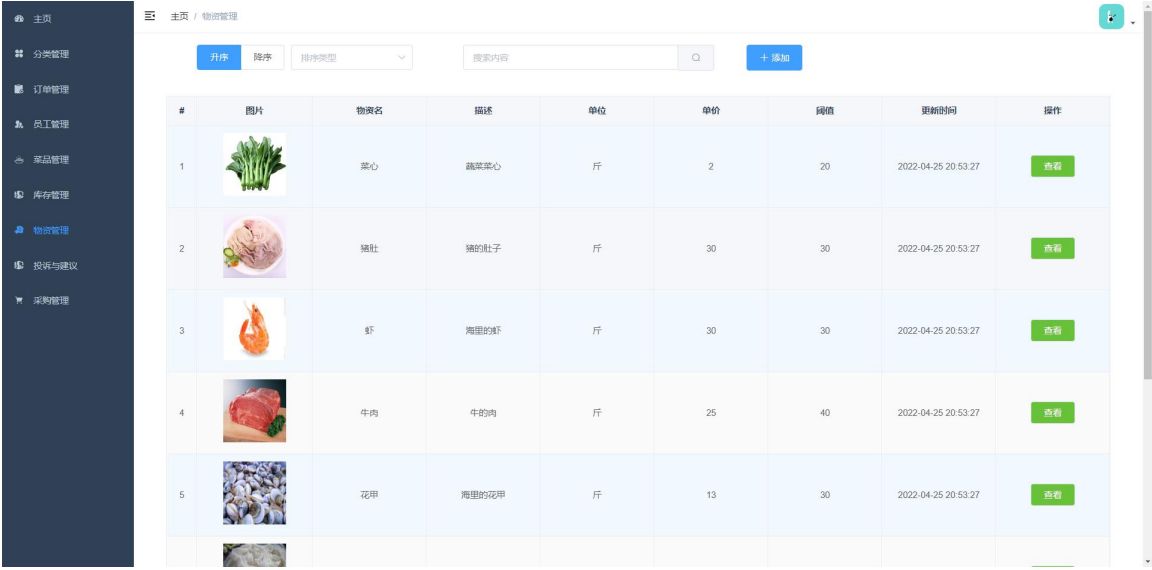 主页
主页 / 物资管理
分类管理
订单管理
员工管理
菜品管理
库存管理
物资管理
投诉与建议
采购管理
升序 降序 排序类型 搜索内容 + 添加
# 图片 物资名 描述 单位 单价 阈值 更新时间 操作
1 菜心 蔬菜菜心 斤 2 20 2022-04-25 20:53:27 查看
2 猪肚 猪的肚子 斤 30 30 2022-04-25 20:53:27 查看
3 虾 海里的虾 斤 30 30 2022-04-25 20:53:27 查看
4 牛肉 牛的肉 斤 25 40 2022-04-25 20:53:27 查看
5 花甲 海里的花甲 斤 13 30 2022-04-25 20:53:27 查看